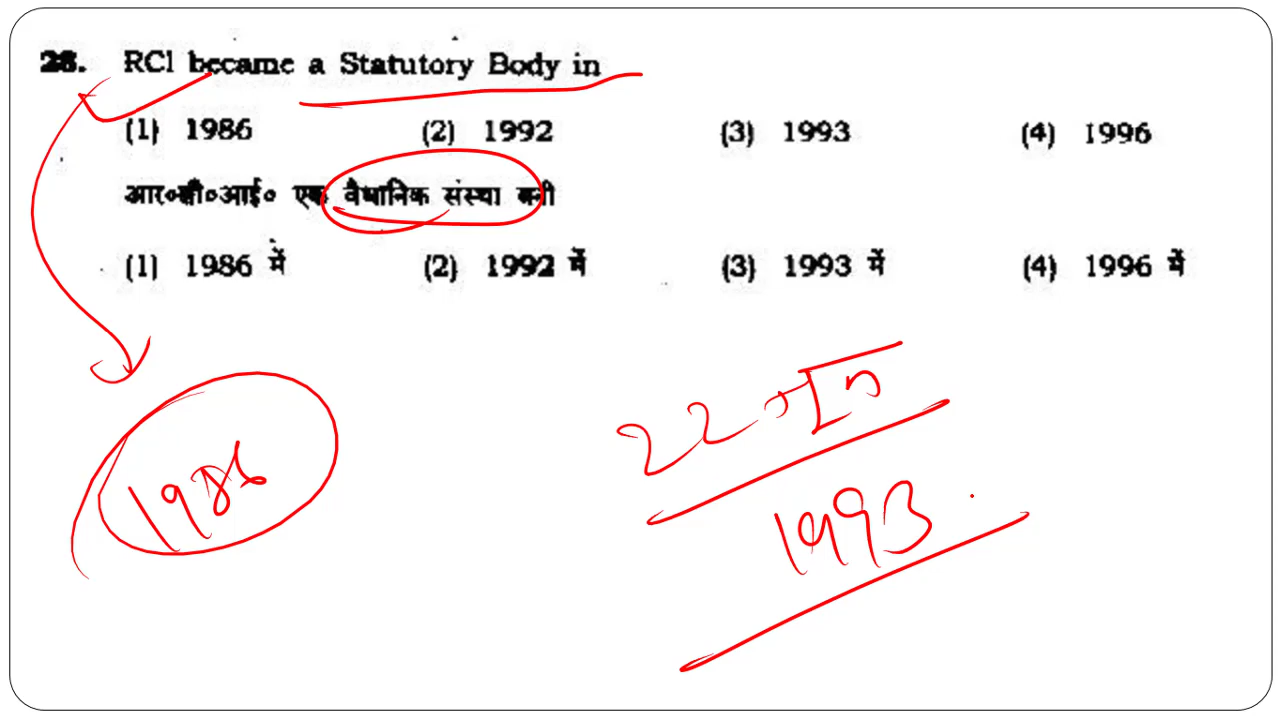 28. RCI became a Statutory Body in
(1) 1986 (2) 1992 (3) 1993 (4) 1996
आर०सी०आई० एक वैधानिक संस्था बनी
(1) 1986 में (2) 1992 में (3) 1993 में (4) 1996 में
1986
22
1993